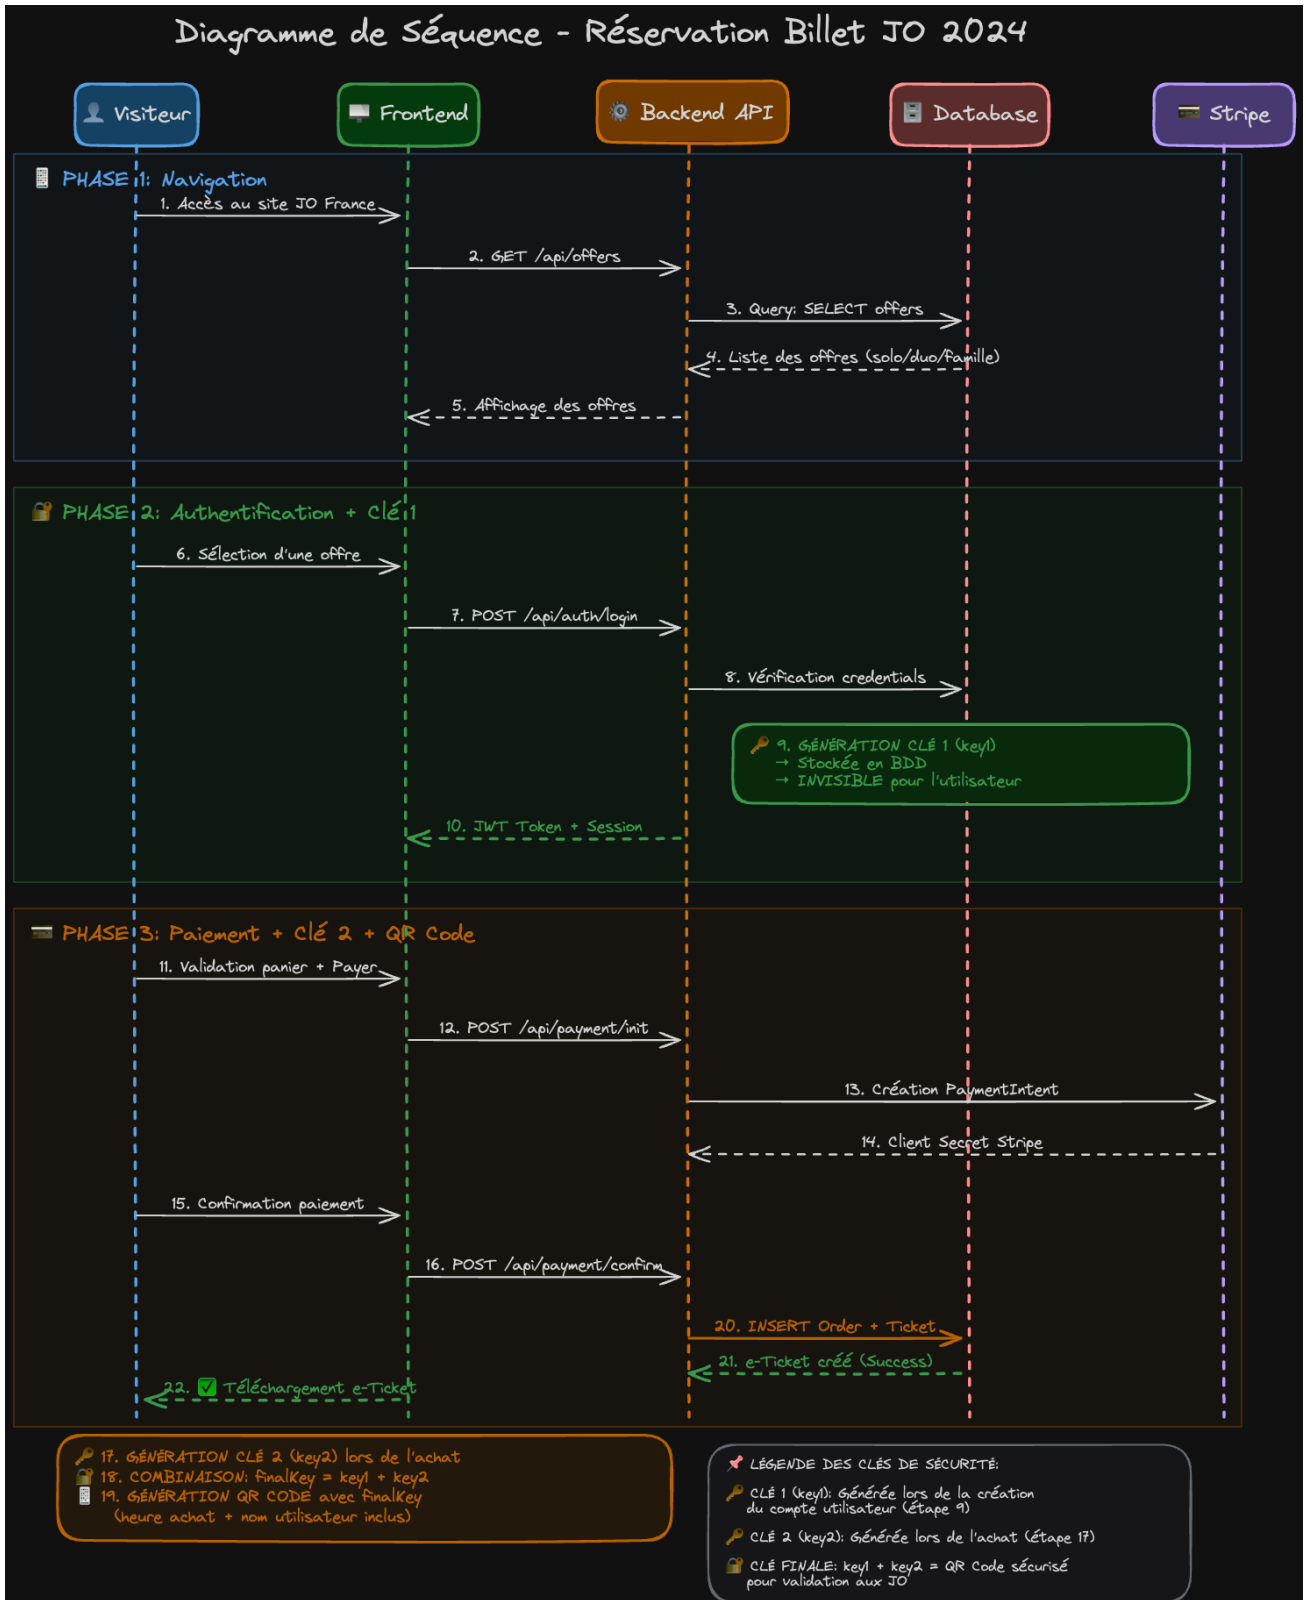 Diagramme de Séquence - Réservation Billet JO 2024
Visiteur
Frontend
Backend API
Database
Stripe
PHASE 1: Navigation
1. Accès au site JO France
2. GET /api/offers
3. Query: SELECT offers
4. Liste des offres (solo/duo/famille)
5. Affichage des offres
PHASE 2: Authentification + Clé 1
6. Sélection d'une offre
7. POST /api/auth/login
8. Vérification credentials
9. GÉNÉRATION CLÉ 1 (key1)
→ Stockée en BDD
→ INVISIBLE pour l'utilisateur
10. JWT Token + Session
PHASE 3: Paiement + Clé 2 + QR Code
11. Validation panier + Payer
12. POST /api/payment/init
13. Création PaymentIntent
14. Client Secret Stripe
15. Confirmation paiement
16. POST /api/payment/confirm
20. INSERT Order + Ticket
21. e-Ticket créé (Success)
22. ✅ Téléchargement e-Ticket
17. GÉNÉRATION CLÉ 2 (key2) lors de l'achat
18. COMBINAISON: finalKey = key1 + key2
19. GÉNÉRATION QR CODE avec finalKey
(heure achat + nom utilisateur inclus)
LÉGENDE DES CLÉS DE SÉCURITÉ:
CLÉ 1 (key1): Générée lors de la création
du compte utilisateur (étape 9)
CLÉ 2 (key2): Générée lors de l'achat (étape 17)
CLÉ FINALE: key1 + key2 = QR Code sécurisé
pour validation aux JO